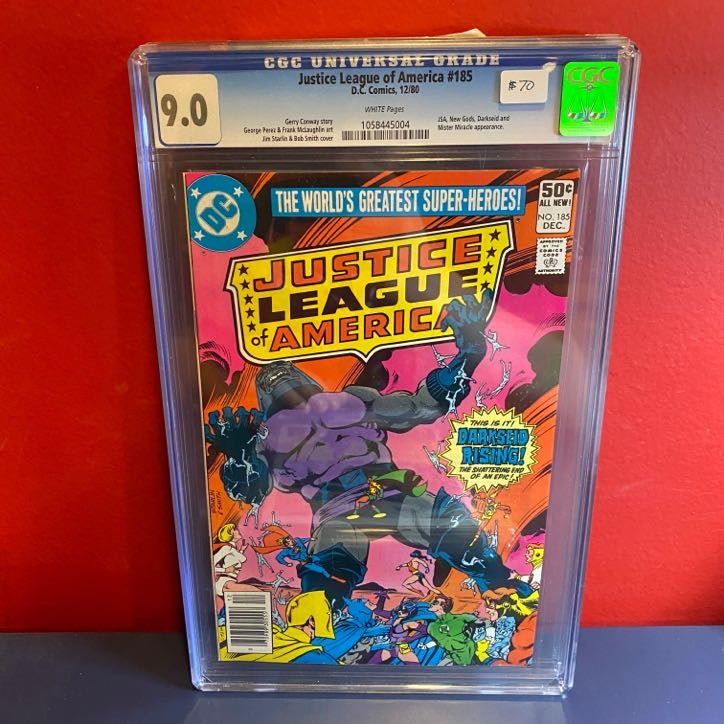 CGC UNIVERSAL GRADE
Justice League of America #185
D.C. Comics, 12/80
9.0
$70
CGC
WHITE Pages
Gerry Conway story
George Perez & Frank McLaughlin art
Jim Starlin & Bob Smith cover
1058445004
JSA, New Gods, Darkseid and
Mister Miracle appearance.
DC
THE WORLD'S GREATEST SUPER-HEROES!
50¢
ALL NEW!
NO. 185
DEC.
APPROVED
BY THE
COMICS
CODE
AUTHORITY
JUSTICE
LEAGUE
of AMERICA
THIS IS IT!
DARKSEID
RISING!
THE SHATTERING END
OF AN EPIC!
STARLIN
& SMITH